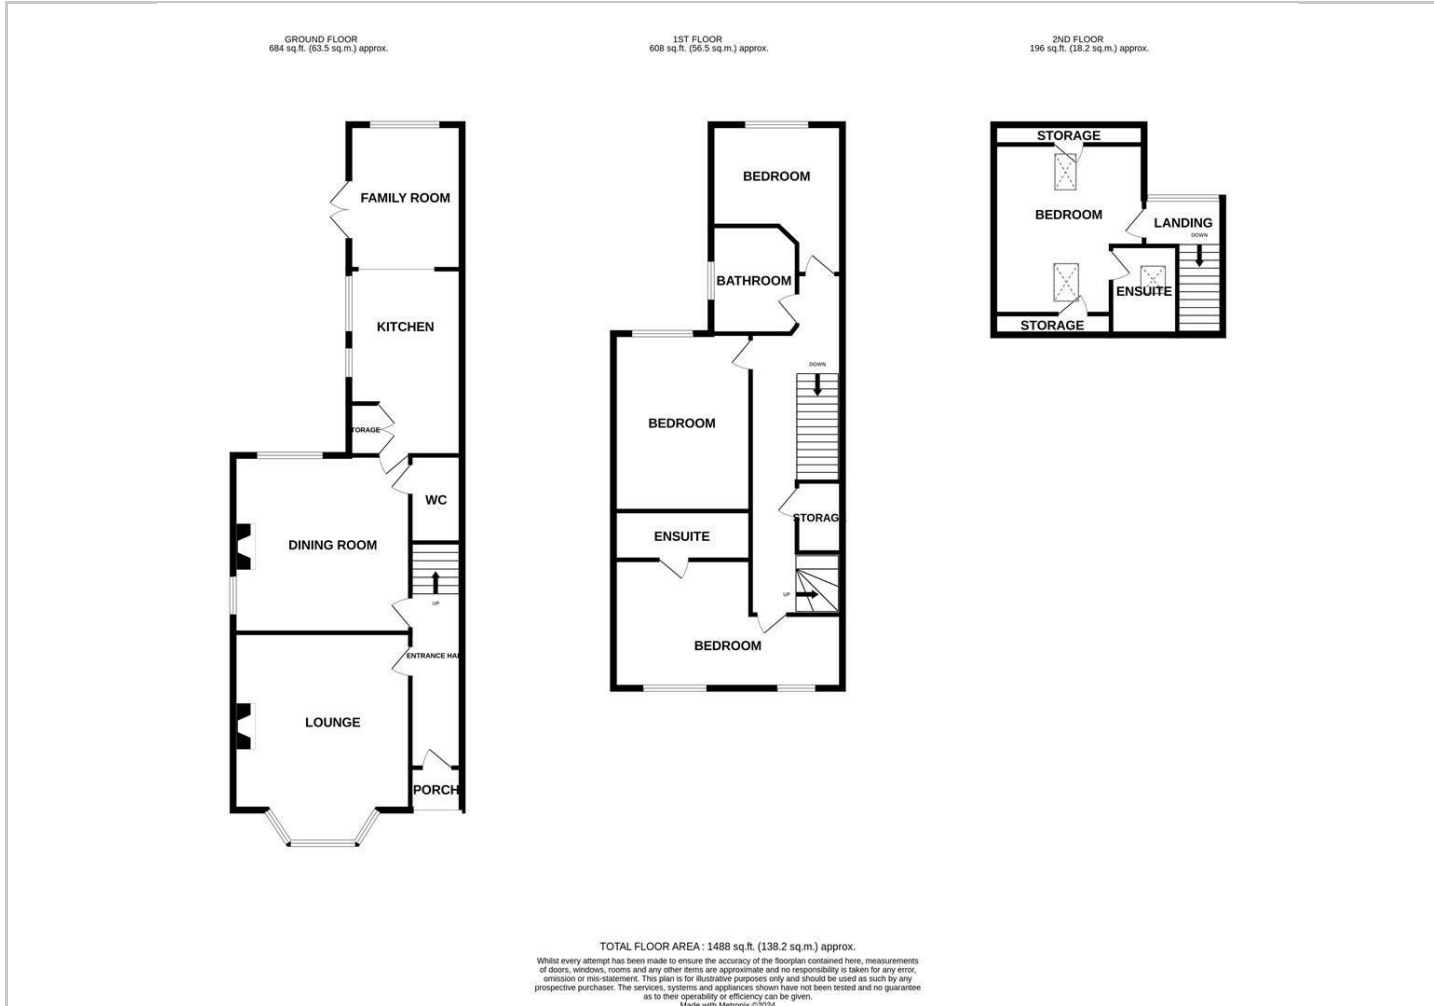 GROUND FLOOR
684 sq.ft. (63.5 sq.m.) approx.
FAMILY ROOM
KITCHEN
TORAGE
WC
DINING ROOM
UP
ENTRANCE HAL
LOUNGE
PORCH
1ST FLOOR
608 sq.ft. (56.5 sq.m.) approx.
BEDROOM
BATHROOM
DOWN
BEDROOM
STORAG
ENSUITE
UP
BEDROOM
2ND FLOOR
196 sq.ft. (18.2 sq.m.) approx.
STORAGE
BEDROOM
LANDING
DOWN
ENSUITE
STORAGE
TOTAL FLOOR AREA : 1488 sq.ft. (138.2 sq.m.) approx.
Whilst every attempt has been made to ensure the accuracy of the floorplan contained here, measurements
of doors, windows, rooms and any other items are approximate and no responsibility is taken for any error,
omission or mis-statement. This plan is for illustrative purposes only and should be used as such by any
prospective purchaser. The services, systems and appliances shown have not been tested and no guarantee
as to their operability or efficiency can be given.
Made with Metropix ©2024